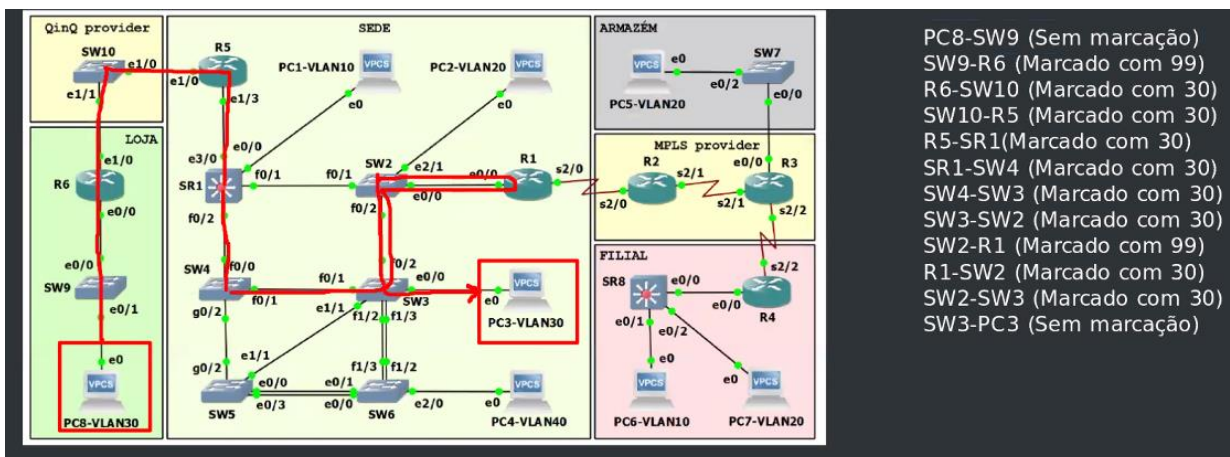 QinQ provider
SW10
e1/0
e1/1
R5
e1/0
e1/3
SEDE
PC1-VLAN10
VPCS
e0
PC2-VLAN20
VPCS
e0
ARMAZÉM
VPCS
e0
PC5-VLAN20
SW7
e0/2
e0/0
LOJA
e1/0
R6
e0/0
e0/0
SW9
e0/1
e0
VPCS
PC8-VLAN30
e0/0
e3/0
SR1
f0/1
f0/2
f0/1
SW2
e2/1
e0/0
e0/0
f0/2
R1
s2/0
MPLS provider
R2
s2/0
s2/1
e0/0
R3
s2/1
s2/2
SW4
f0/0
f0/1
g0/2
f0/1
f0/2
e0/0
SW3
e1/1
f1/2
f1/3
e0
VPCS
PC3-VLAN30
g0/2
e1/1
SW5
e0/0
e0/3
e0/1
e0/0
f1/3
f1/2
SW6
e2/0
e0
VPCS
PC4-VLAN40
FILIAL
SR8
e0/0
e0/0
s2/2
R4
e0/1
e0/2
e0
VPCS
PC6-VLAN10
e0
VPCS
PC7-VLAN20
PC8-SW9 (Sem marcação)
SW9-R6 (Marcado com 99)
R6-SW10 (Marcado com 30)
SW10-R5 (Marcado com 30)
R5-SR1(Marcado com 30)
SR1-SW4 (Marcado com 30)
SW4-SW3 (Marcado com 30)
SW3-SW2 (Marcado com 30)
SW2-R1 (Marcado com 99)
R1-SW2 (Marcado com 30)
SW2-SW3 (Marcado com 30)
SW3-PC3 (Sem marcação)